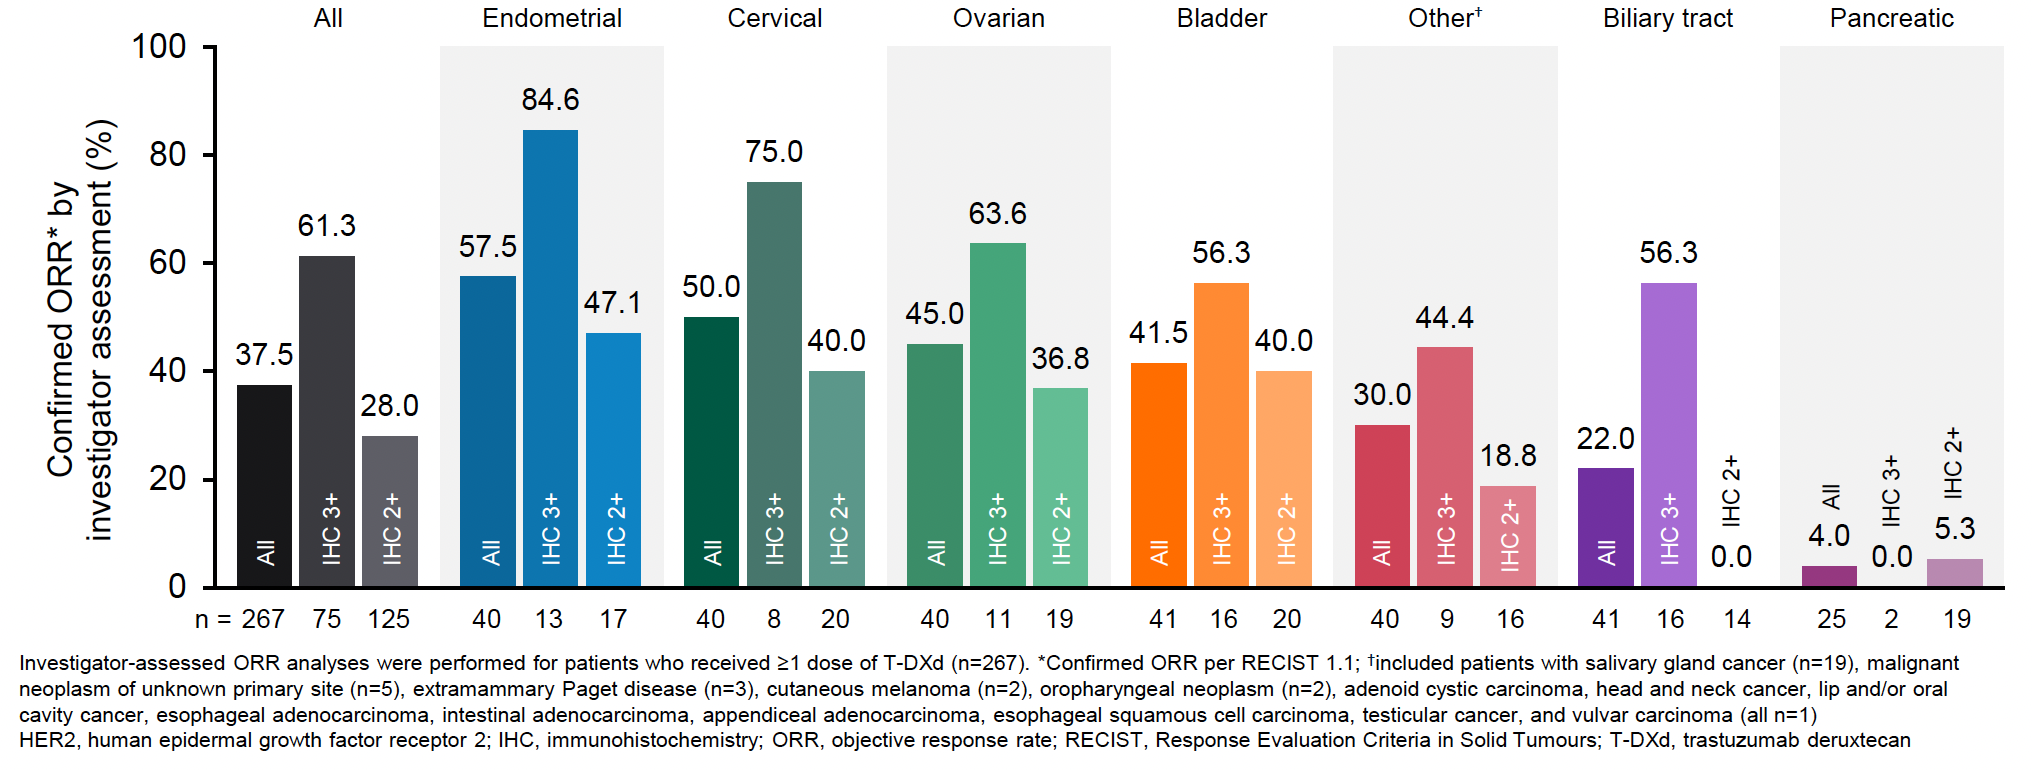 All Endometrial Cervical Ovarian Bladder Other† Biliary tract Pancreatic
Confirmed ORR* by
investigator assessment (%)
100
80
60
40
20
0
37.5 61.3 28.0
57.5 84.6 47.1
50.0 75.0 40.0
45.0 63.6 36.8
41.5 56.3 40.0
30.0 44.4 18.8
22.0 56.3 0.0
4.0 0.0 5.3
All IHC 3+ IHC 2+ All IHC 3+ IHC 2+ All IHC 3+ IHC 2+ All IHC 3+ IHC 2+ All IHC 3+ IHC 2+ All IHC 3+ IHC 2+ All IHC 3+ IHC 2+ All IHC 3+ IHC 2+
n = 267 75 125 40 13 17 40 8 20 40 11 19 41 16 20 40 9 16 41 16 14 25 2 19
Investigator-assessed ORR analyses were performed for patients who received ≥1 dose of T-DXd (n=267). *Confirmed ORR per RECIST 1.1; †included patients with salivary gland cancer (n=19), malignant
neoplasm of unknown primary site (n=5), extramammary Paget disease (n=3), cutaneous melanoma (n=2), oropharyngeal neoplasm (n=2), adenoid cystic carcinoma, head and neck cancer, lip and/or oral
cavity cancer, esophageal adenocarcinoma, intestinal adenocarcinoma, appendiceal adenocarcinoma, esophageal squamous cell carcinoma, testicular cancer, and vulvar carcinoma (all n=1)
HER2, human epidermal growth factor receptor 2; IHC, immunohistochemistry; ORR, objective response rate; RECIST, Response Evaluation Criteria in Solid Tumours; T-DXd, trastuzumab deruxtecan